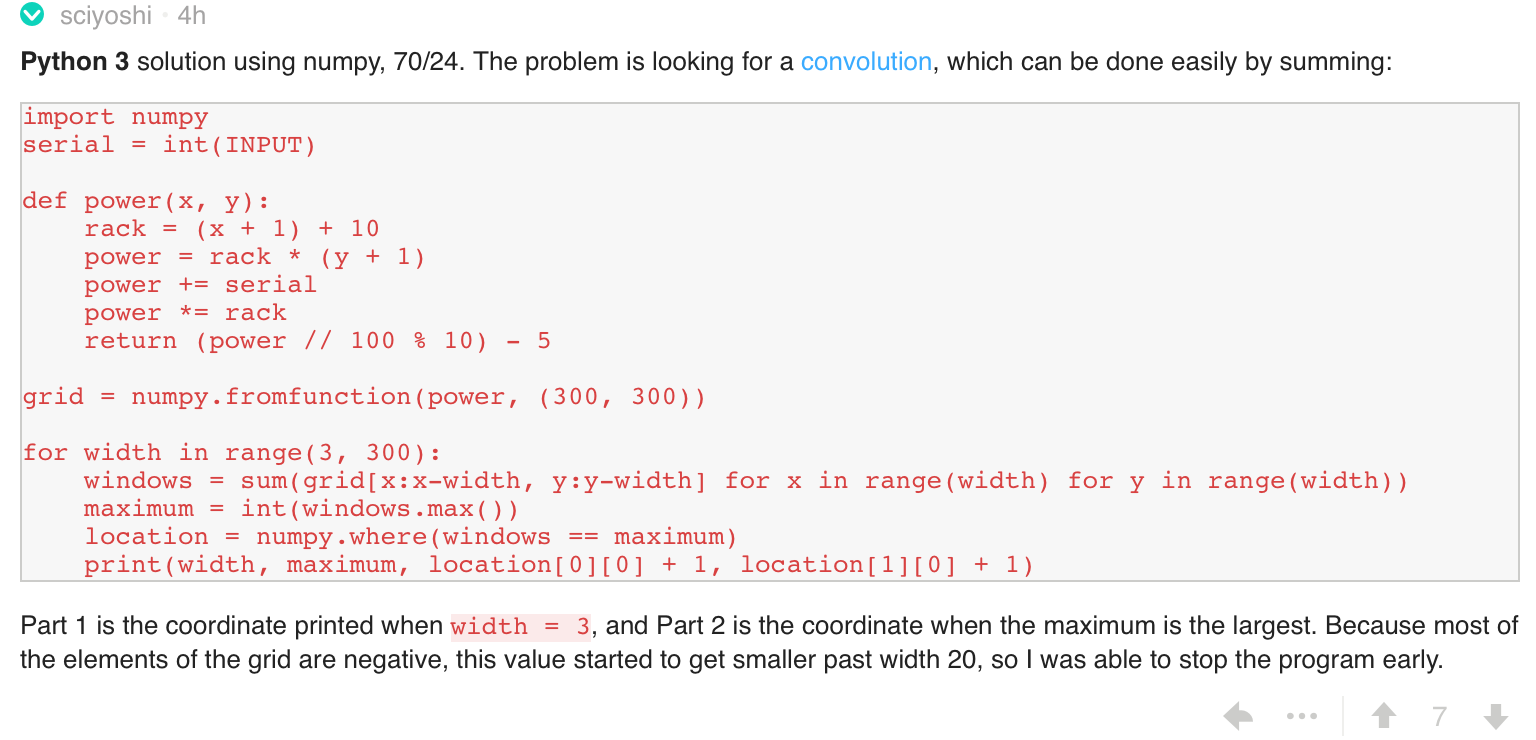 sciyoshi • 4h
Python 3 solution using numpy, 70/24. The problem is looking for a convolution, which can be done easily by summing:
import numpy
serial = int(INPUT)
def power(x, y):
    rack = (x + 1) + 10
    power = rack * (y + 1)
    power += serial
    power *= rack
    return (power // 100 % 10) - 5
grid = numpy.fromfunction(power, (300, 300))
for width in range(3, 300):
    windows = sum(grid[x:x-width, y:y-width] for x in range(width) for y in range(width))
    maximum = int(windows.max())
    location = numpy.where(windows == maximum)
    print(width, maximum, location[0][0] + 1, location[1][0] + 1)
Part 1 is the coordinate printed when width = 3, and Part 2 is the coordinate when the maximum is the largest. Because most of
the elements of the grid are negative, this value started to get smaller past width 20, so I was able to stop the program early.
7